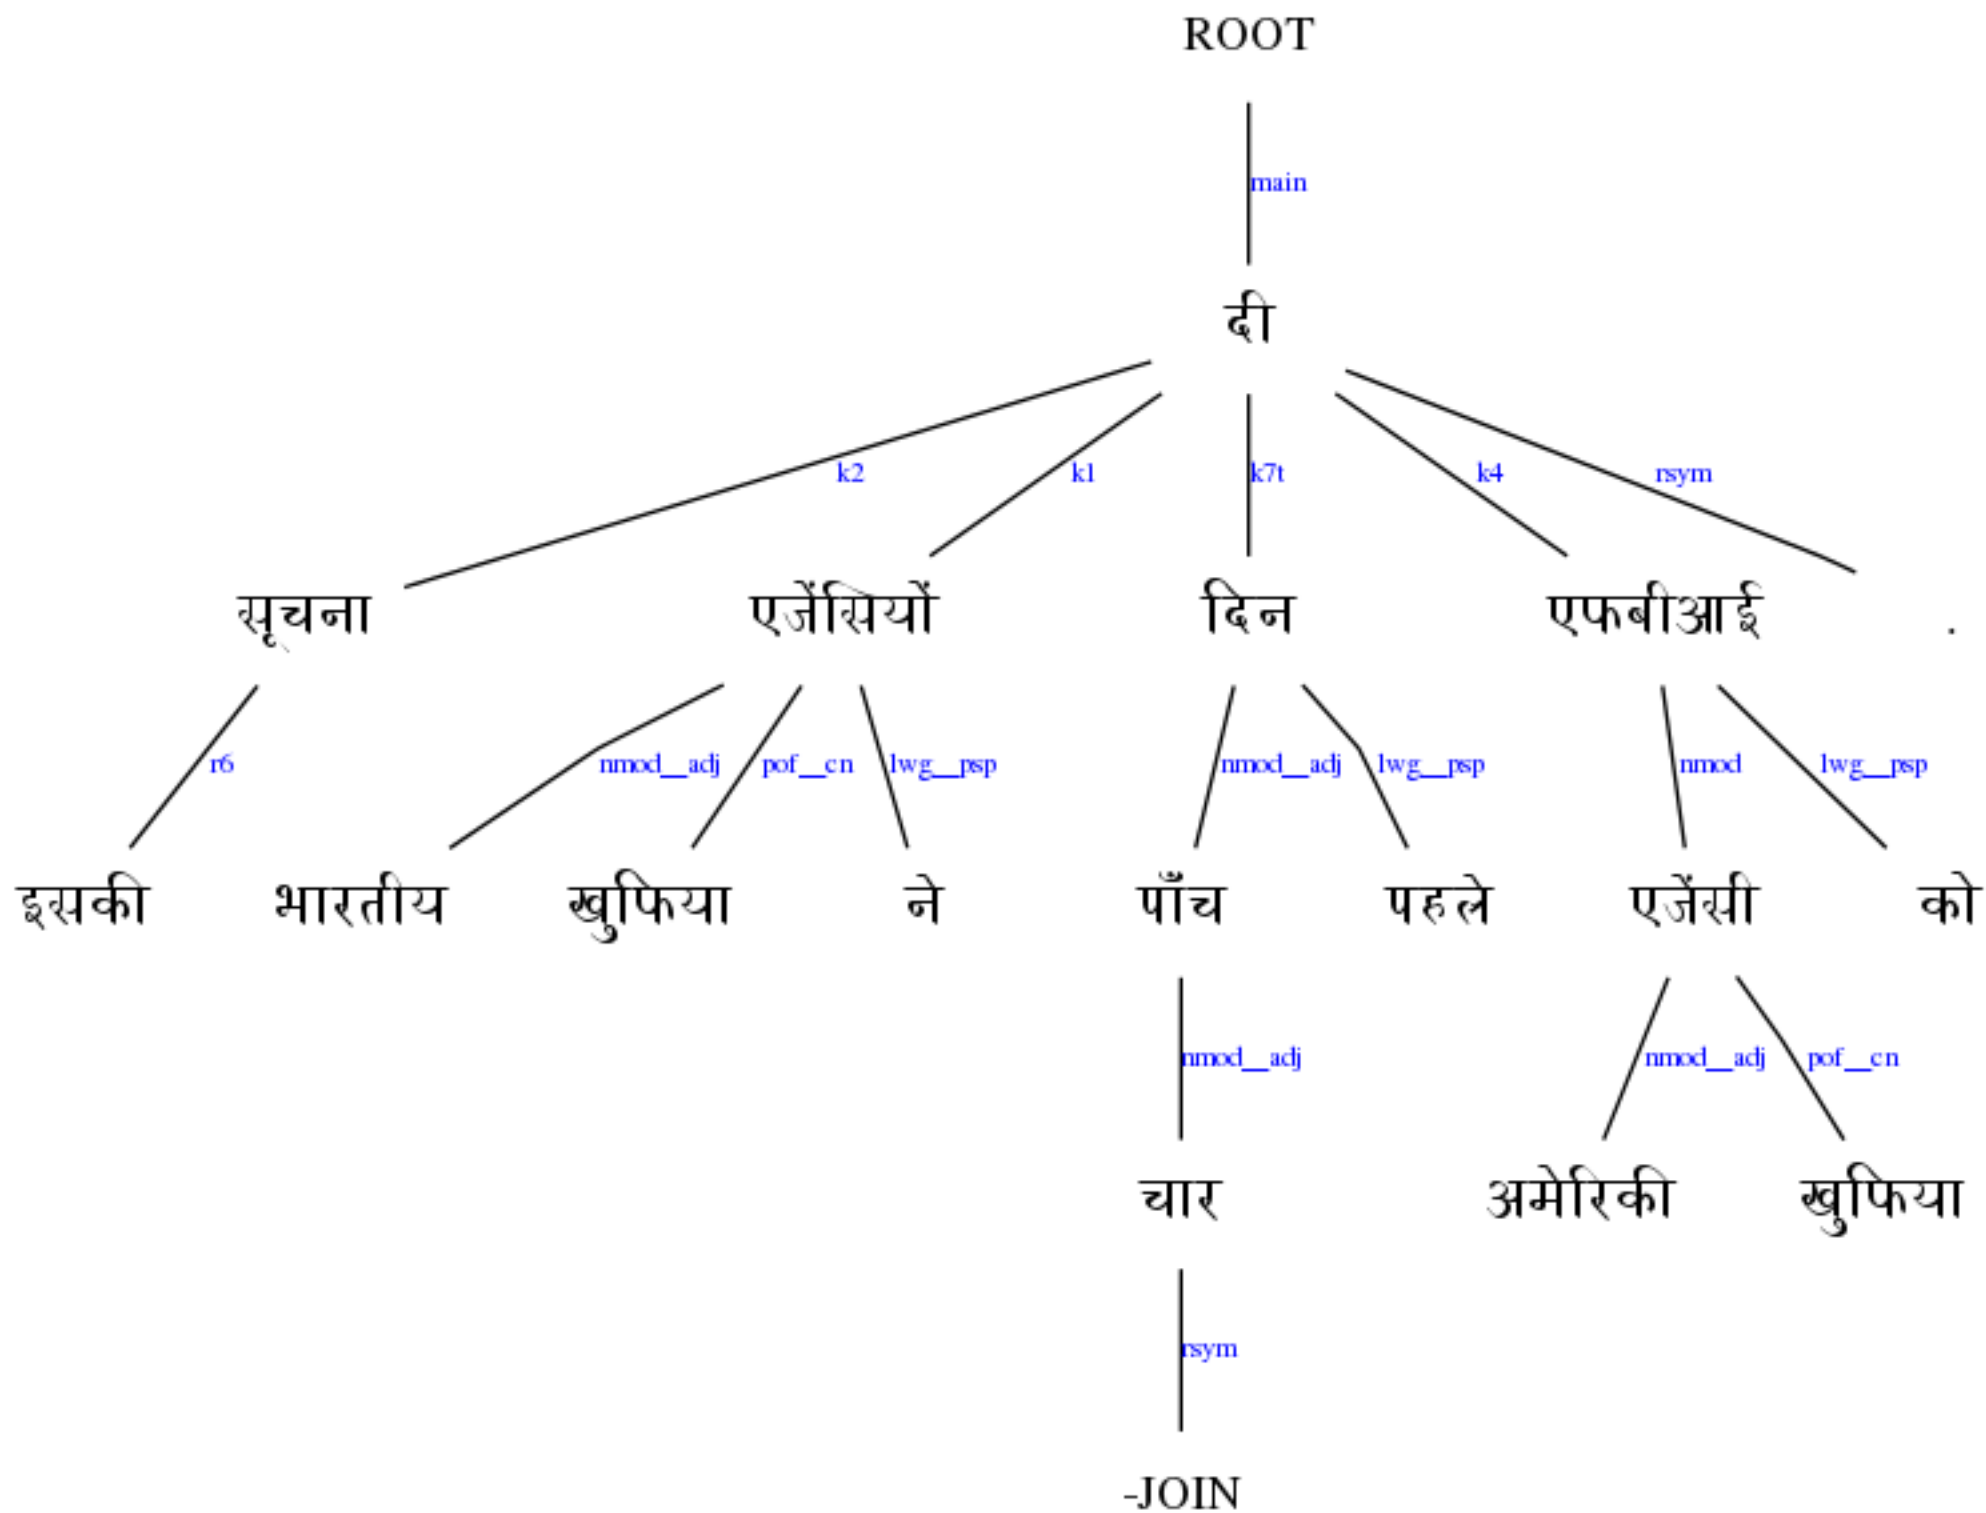 ROOT
main
दी
k2 k1 k7t k4 rsym
सूचना एजेंसियों दिन एफबीआई .
r6 nmod__adj pof__cn lwg__psp nmod__adj lwg__psp nmod lwg__psp
इसकी भारतीय खुफिया ने पाँच पहले एजेंसी को
nmod__adj nmod__adj pof__cn
चार अमेरिकी खुफिया
rsym
-JOIN